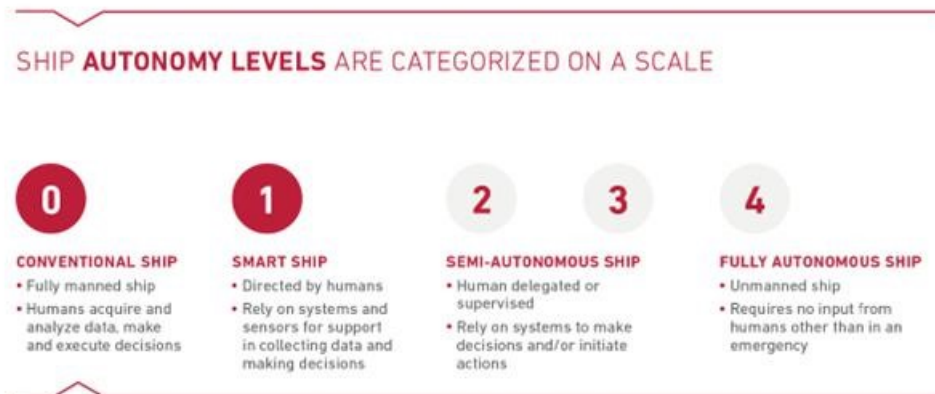 SHIP AUTONOMY LEVELS ARE CATEGORIZED ON A SCALE
0
CONVENTIONAL SHIP
• Fully manned ship
• Humans acquire and
analyze data, make
and execute decisions
1
SMART SHIP
• Directed by humans
• Rely on systems and
sensors for support
in collecting data and
making decisions
2 3
SEMI-AUTONOMOUS SHIP
• Human delegated or
supervised
• Rely on systems to make
decisions and/or initiate
actions
4
FULLY AUTONOMOUS SHIP
• Unmanned ship
• Requires no input from
humans other than in an
emergency